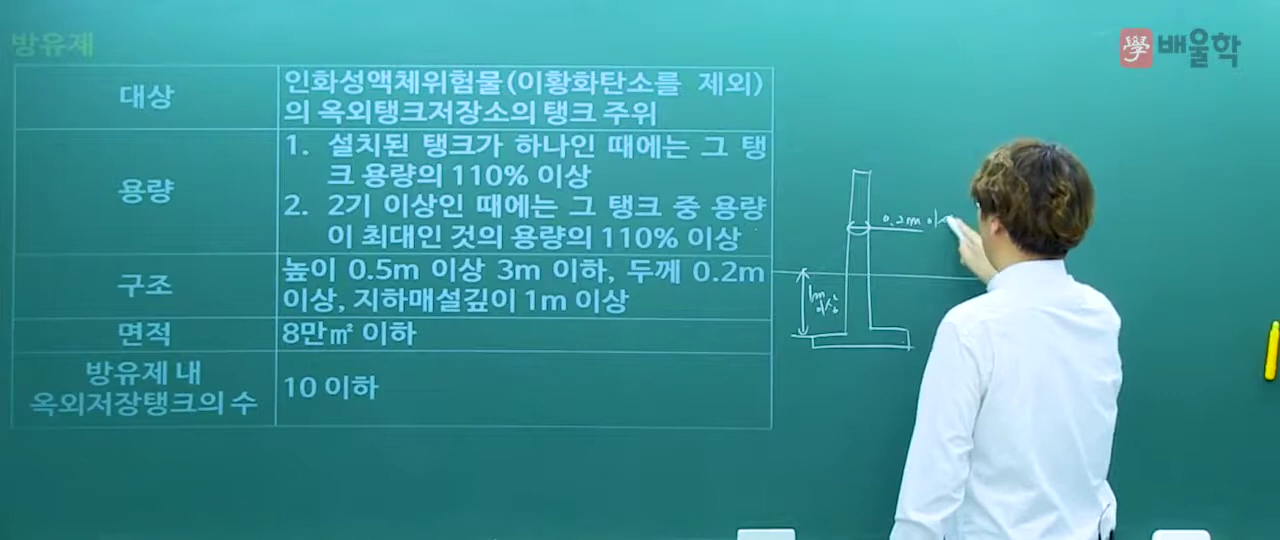 방유제
學 배울학
대상
인화성액체위험물(이황화탄소를 제외)
의 옥외탱크저장소의 탱크 주위
용량
1. 설치된 탱크가 하나인 때에는 그 탱
크 용량의 110% 이상
2. 2기 이상인 때에는 그 탱크 중 용량
이 최대인 것의 용량의 110% 이상
구조
높이 0.5m 이상 3m 이하, 두께 0.2m
이상, 지하매설깊이 1m 이상
면적
8만㎡ 이하
방유제 내
옥외저장탱크의 수
10 이하
0.2m 이
1m
이상